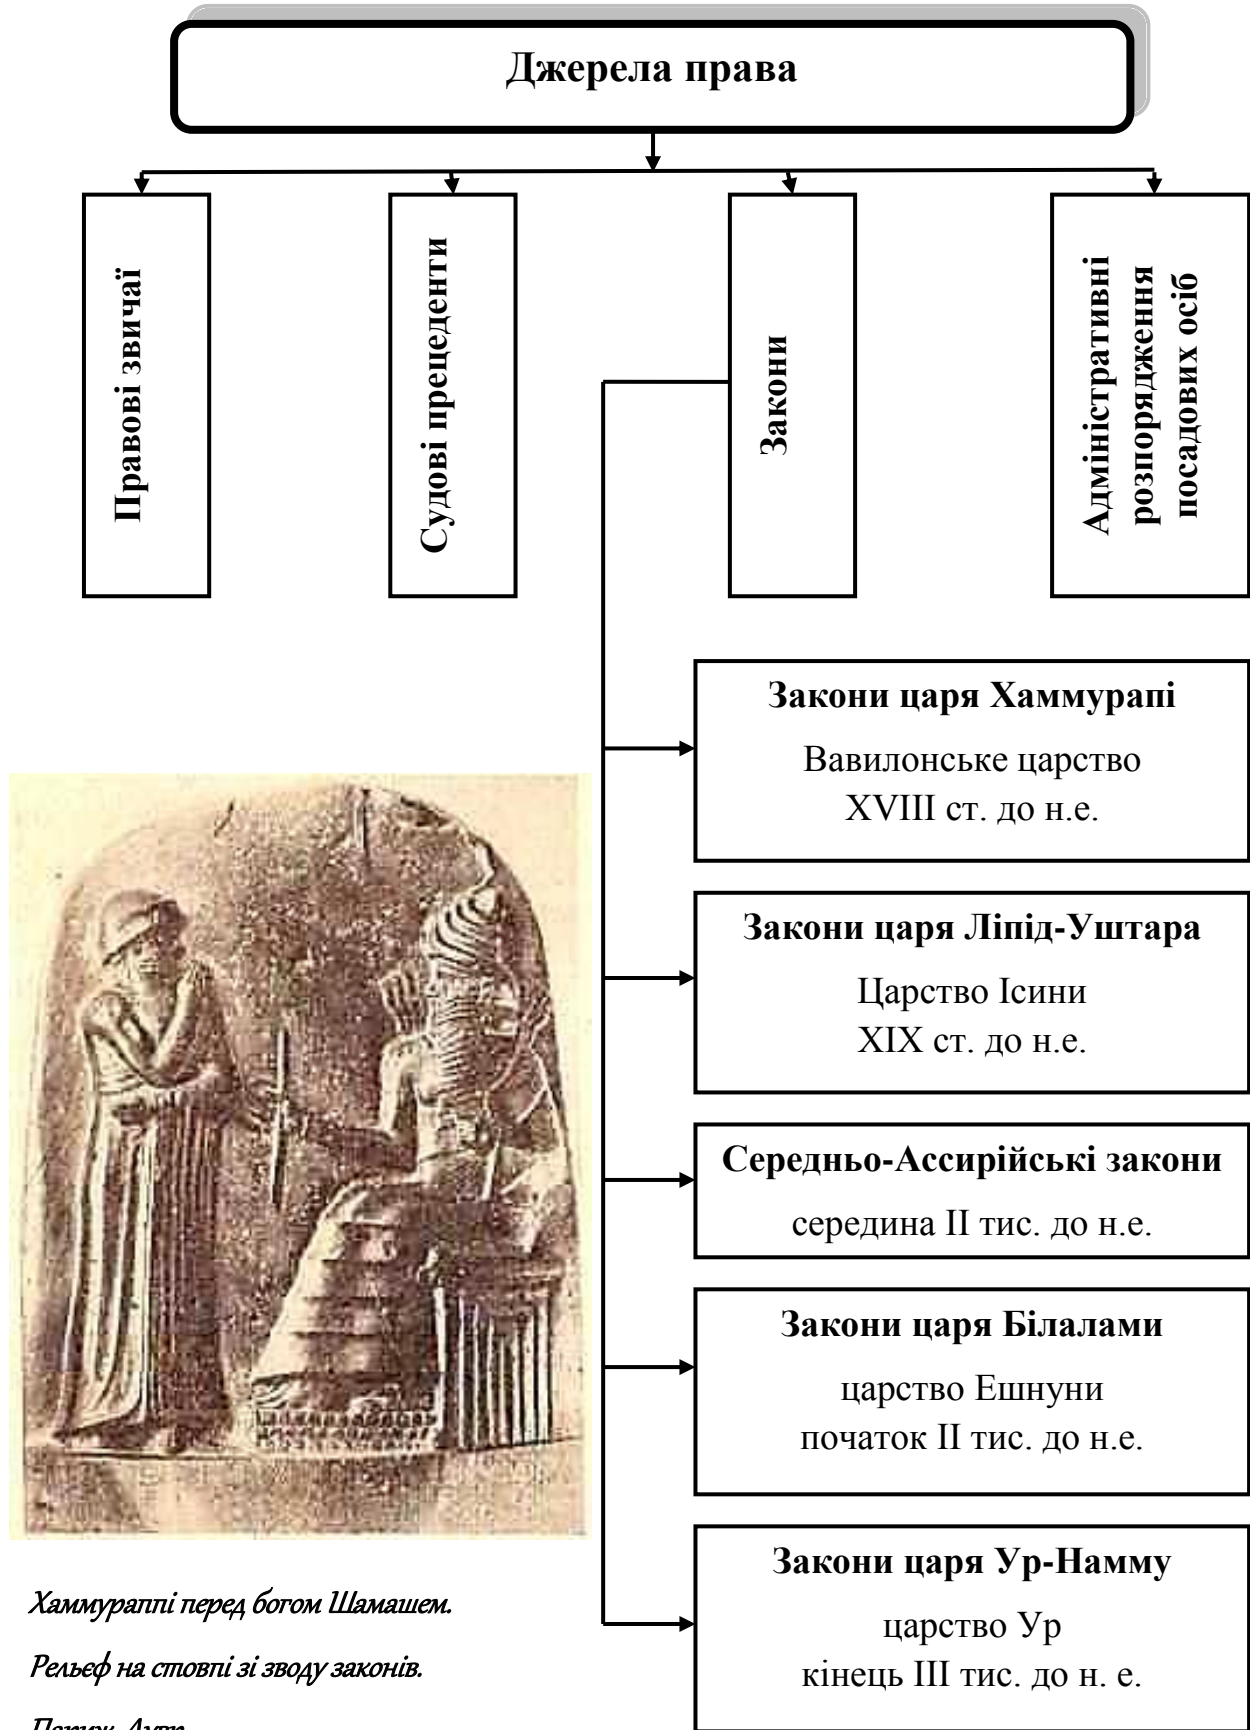 Джерела права
Правові звичаї
Судові прецеденти
Закони
Адміністративні
розпорядження
посадових осіб
Закони царя Хаммурапі
Вавилонське царство
XVIII ст. до н.е.
Закони царя Ліпід-Уштара
Царство Ісини
XIX ст. до н.е.
Середньо-Ассирійські закони
середина II тис. до н.е.
Закони царя Білалами
царство Ешнуни
початок II тис. до н.е.
Закони царя Ур-Намму
царство Ур
кінець III тис. до н. е.
Хаммураппі перед богом Шамашем.
Рельєф на стовпі зі зводу законів.
Париж. Лувр